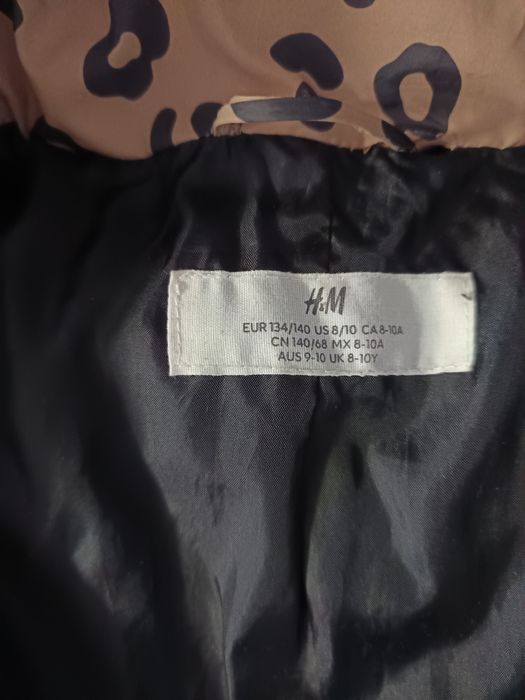 H&M
EUR 134/140 US 8/10 CA 8-10A
CN 140/68 MX 8-10A
AUS 9-10 UK 8-10Y